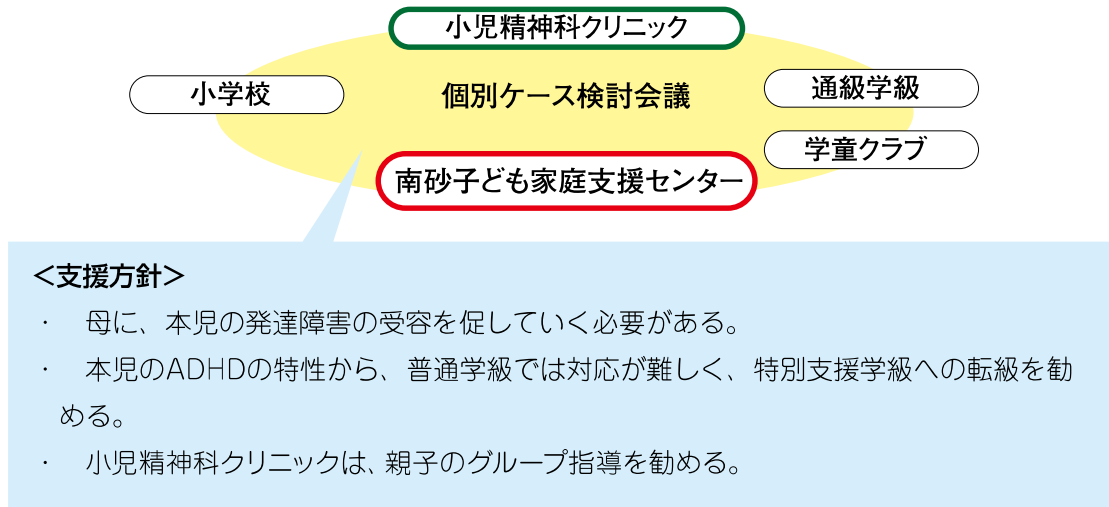 小児精神科クリニック
小学校
個別ケース検討会議
通級学級
学童クラブ
南砂子ども家庭支援センター
＜支援方針＞
・　母に、本児の発達障害の受容を促していく必要がある。
・　本児のADHDの特性から、普通学級では対応が難しく、特別支援学級への転級を勧
める。
・　小児精神科クリニックは、親子のグループ指導を勧める。